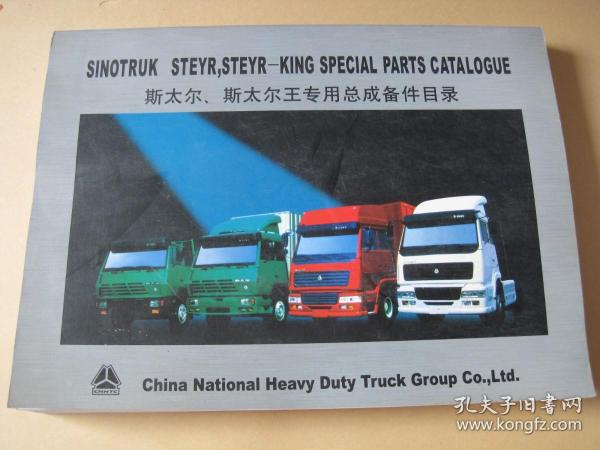 SINOTRUK STEYR,STEYR-KING SPECIAL PARTS CATALOGUE
斯太尔、斯太尔王专用总成备件目录
CNHTC
China National Heavy Duty Truck Group Co.,Ltd.
孔夫子旧書网
www.kongfz.com